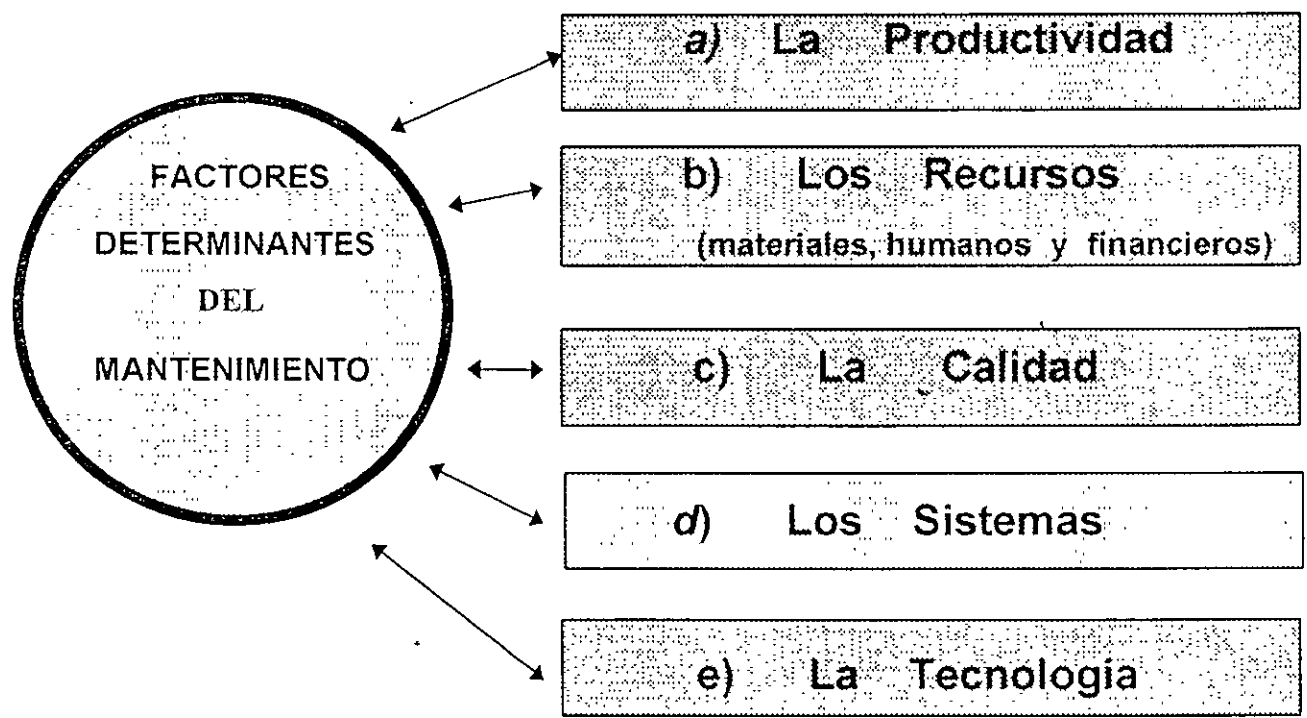 FACTORES
DETERMINANTES
DEL
MANTENIMIENTO
a) La Productividad
b) Los Recursos
(materiales, humanos y financieros)
c) La Calidad
d) Los Sistemas
e) La Tecnologia